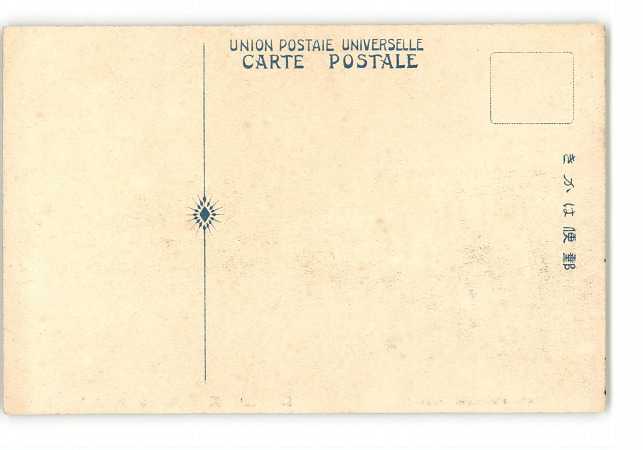 UNION POSTAIE UNIVERSELLE
CARTE POSTALE
郵便はかき